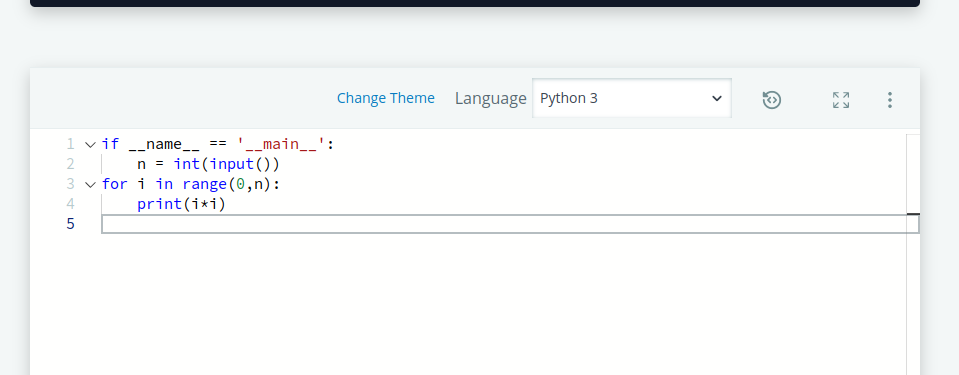 Change Theme Language Python 3
1 if __name__ == '__main__':
2     n = int(input())
3 for i in range(0,n):
4     print(i*i)
5